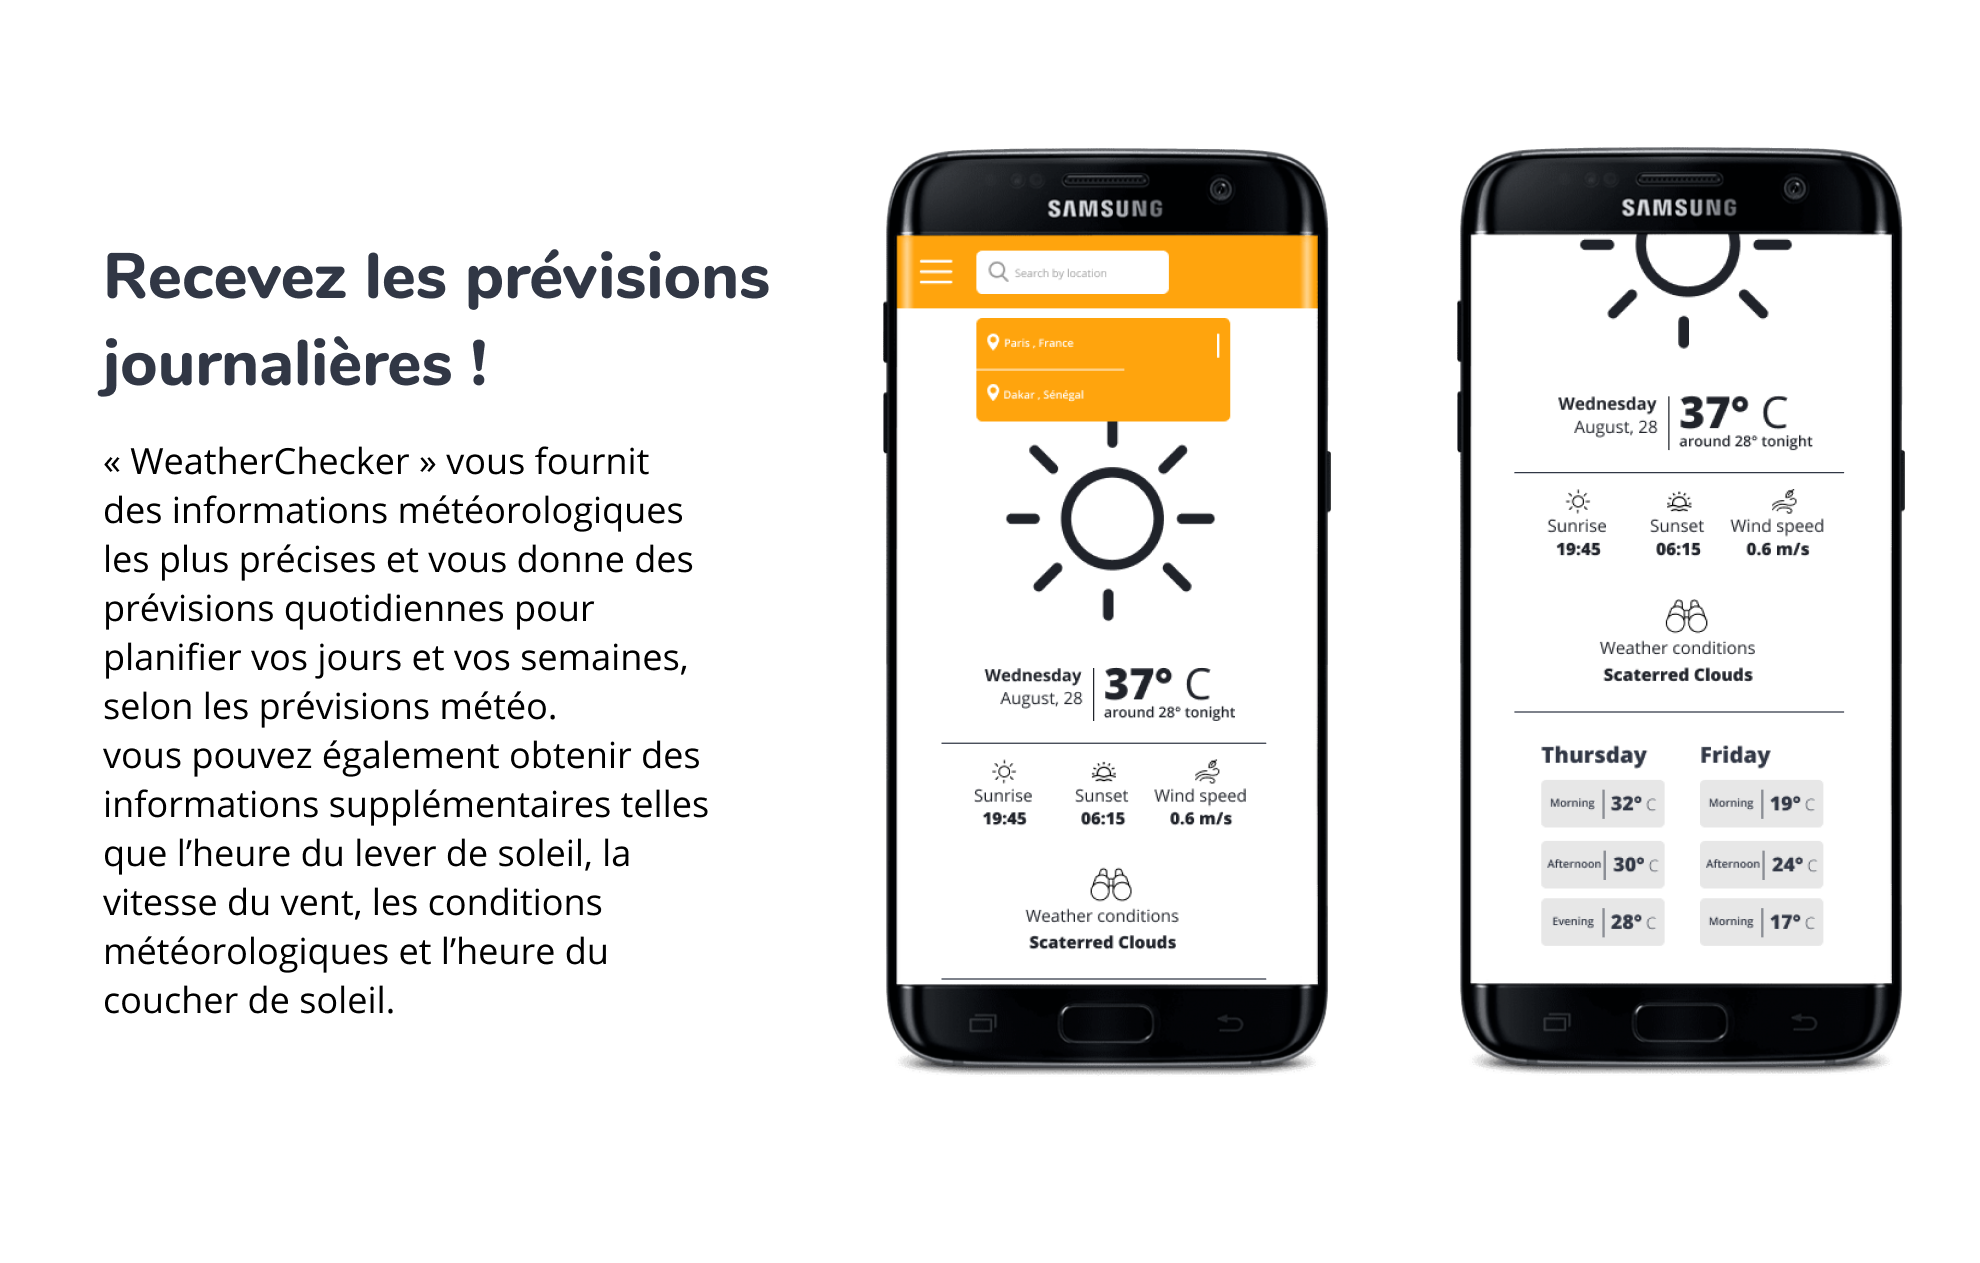 Recevez les prévisions
journalières !
« WeatherChecker » vous fournit
des informations météorologiques
les plus précises et vous donne des
prévisions quotidiennes pour
planifier vos jours et vos semaines,
selon les prévisions météo.
vous pouvez également obtenir des
informations supplémentaires telles
que l’heure du lever de soleil, la
vitesse du vent, les conditions
météorologiques et l’heure du
coucher de soleil.
SAMSUNG
Search by location
Paris , France
Dakar , Sénégal
Wednesday
August, 28
37° C
around 28° tonight
Sunrise Sunset Wind speed
19:45 06:15 0.6 m/s
Weather conditions
Scaterred Clouds
SAMSUNG
Wednesday
August, 28
37° C
around 28° tonight
Sunrise Sunset Wind speed
19:45 06:15 0.6 m/s
Weather conditions
Scaterred Clouds
Thursday Friday
Morning 32° C Morning 19° C
Afternoon 30° C Afternoon 24° C
Evening 28° C Morning 17° C